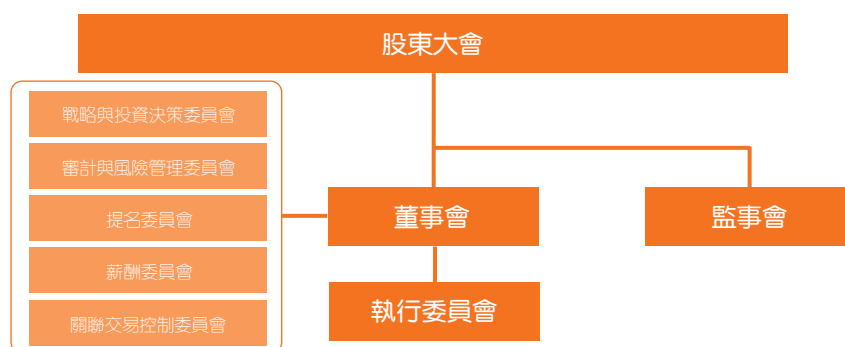 股東大會
戰略與投資決策委員會
審計與風險管理委員會
提名委員會
薪酬委員會
關聯交易控制委員會
董事會
監事會
執行委員會